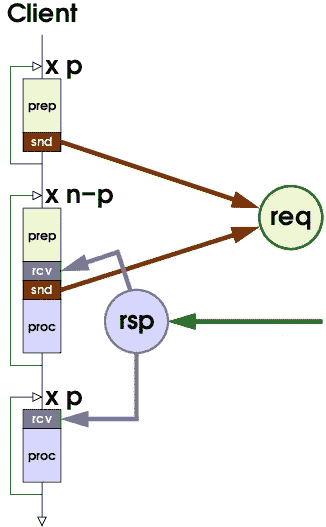 Client
x p
prep
snd
x n-p
prep
req
rcv
snd
rsp
proc
x p
rcv
proc